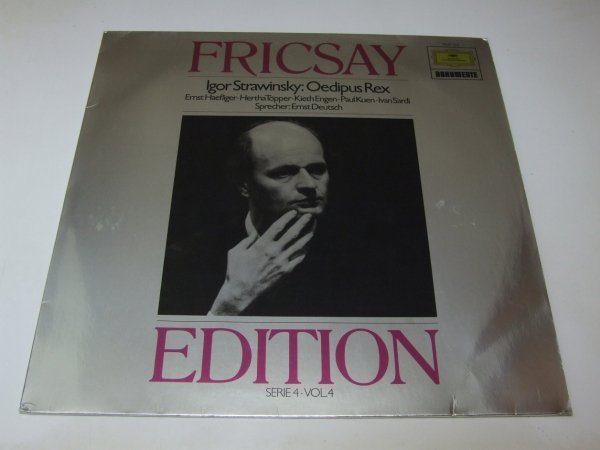 FRICSAY
DOKUMENTE
Igor Strawinsky: Oedipus Rex
Ernst Haefliger · Hertha Töpper · Kieth Engen · Paul Kuen · Ivan Sardi
Sprecher: Ernst Deutsch
EDITION
SERIE 4 · VOL. 4